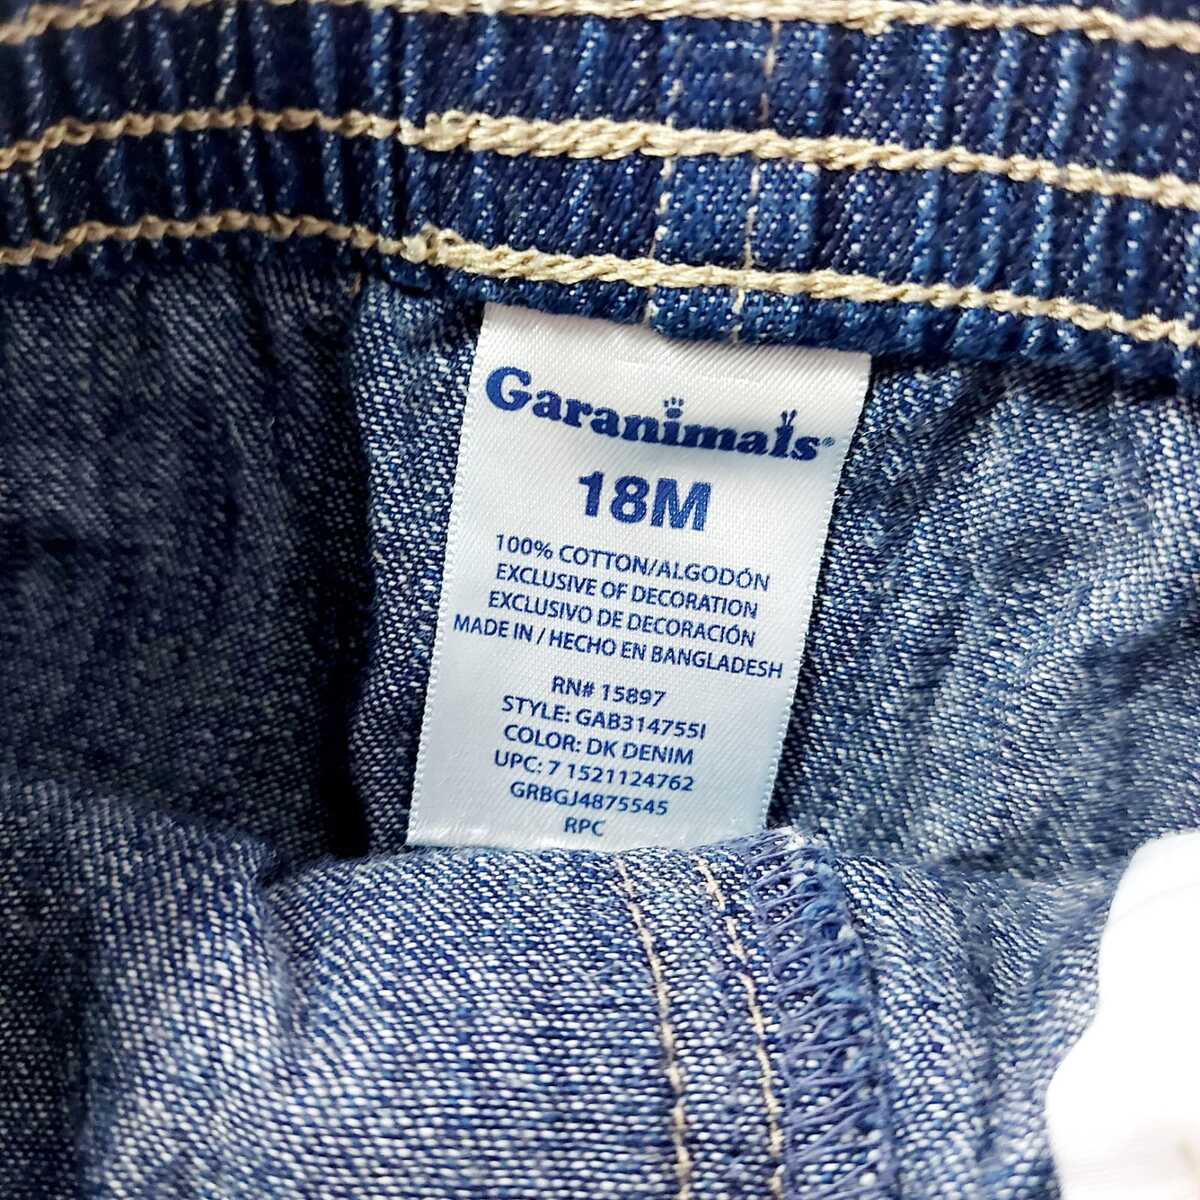 Garanimals®
18M
100% COTTON/ALGODÓN
EXCLUSIVE OF DECORATION
EXCLUSIVO DE DECORACIÓN
MADE IN / HECHO EN BANGLADESH
RN# 15897
STYLE: GAB314755I
COLOR: DK DENIM
UPC: 7 1521124762
GRBGJ4875545
RPC